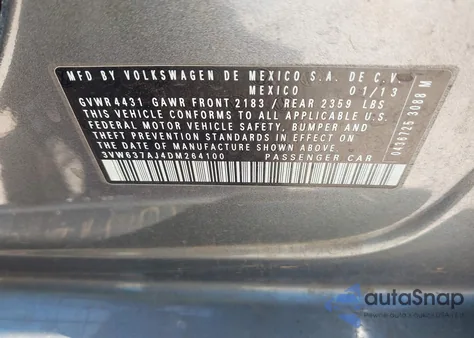 MFD BY VOLKSWAGEN DE MEXICO S.A. DE C.V.
MEXICO 01/13
GVWR 4431 GAWR FRONT 2183 / REAR 2359 LBS
THIS VEHICLE CONFORMS TO ALL APPLICABLE U.S.
FEDERAL MOTOR VEHICLE SAFETY, BUMPER AND
THEFT PREVENTION STANDARDS IN EFFECT ON
THE DATE OF MANUFACTURE SHOWN ABOVE.
3VW637AJ4DM264100 PASSENGER CAR
0436725 3088 M
autoSnap